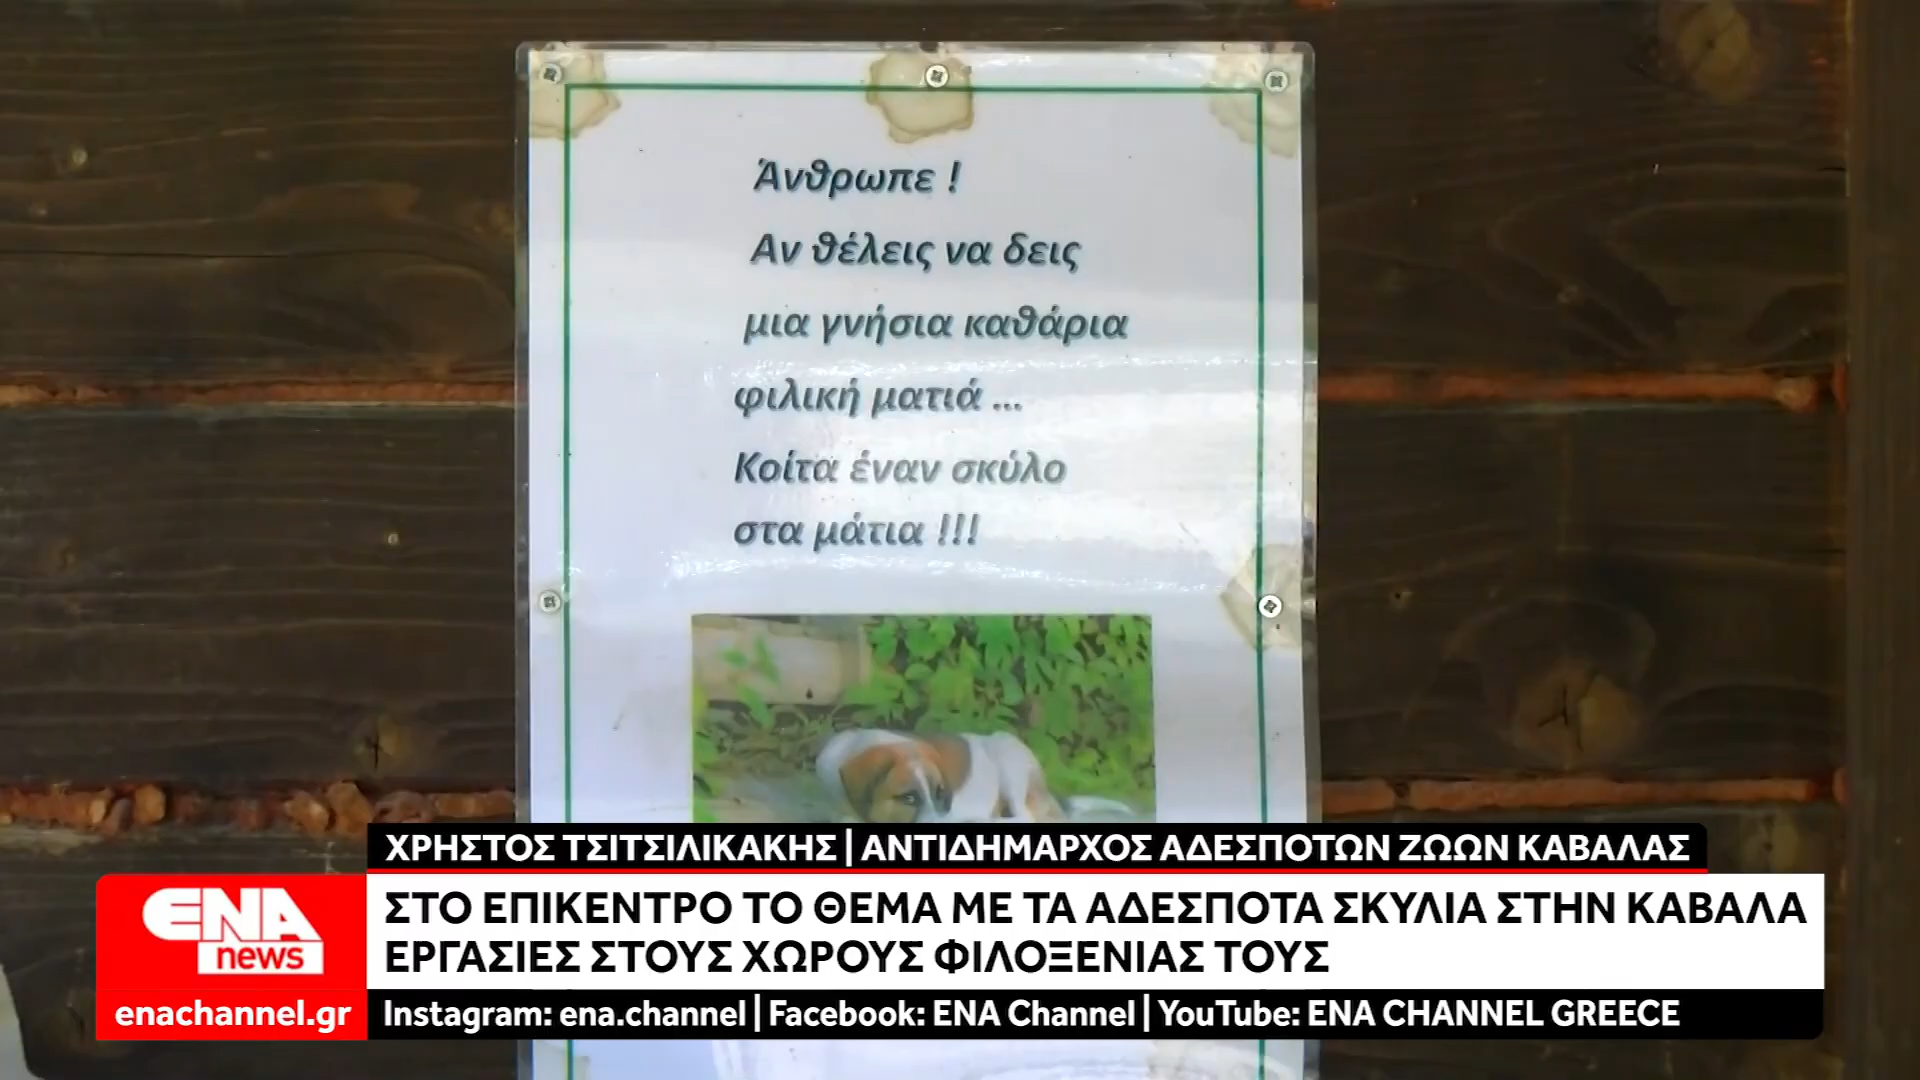 Άνθρωπε !
Αν θέλεις να δεις
μια γνήσια καθάρια
φιλική ματιά ...
Κοίτα έναν σκύλο
στα μάτια !!!
ΧΡΗΣΤΟΣ ΤΣΙΤΣΙΛΙΚΑΚΗΣ | ΑΝΤΙΔΗΜΑΡΧΟΣ ΑΔΕΣΠΟΤΩΝ ΖΩΩΝ ΚΑΒΑΛΑΣ
ENA
news
ΣΤΟ ΕΠΙΚΕΝΤΡΟ ΤΟ ΘΕΜΑ ΜΕ ΤΑ ΑΔΕΣΠΟΤΑ ΣΚΥΛΙΑ ΣΤΗΝ ΚΑΒΑΛΑ
ΕΡΓΑΣΙΕΣ ΣΤΟΥΣ ΧΩΡΟΥΣ ΦΙΛΟΞΕΝΙΑΣ ΤΟΥΣ
enachannel.gr
Instagram: ena.channel | Facebook: ENA Channel | YouTube: ENA CHANNEL GREECE